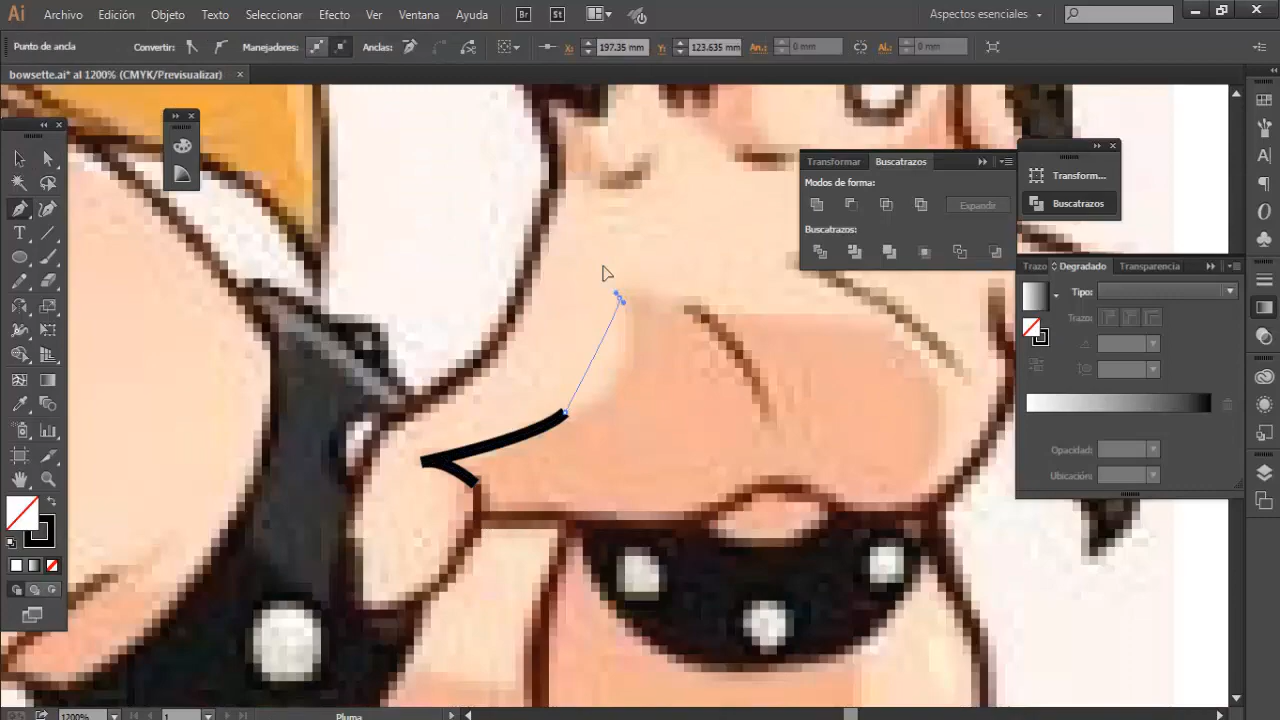 Ai Archivo Edición Objeto Texto Seleccionar Efecto Ver Ventana Ayuda Br St Aspectos esenciales
Punto de ancla Convertir: Manejadores: Anclas: X: 197.35 mm Y: 123.635 mm An.: 0 mm Al.: 0 mm
bowsette.ai* al 1200% (CMYK/Previsualizar)
Transformar Buscatrazos
Modos de forma:
Expandir
Buscatrazos:
Transform...
Buscatrazos
Trazo Degradado Transparencia
Tipo:
Trazo:
Opacidad:
Ubicación:
1200% 1 Pluma